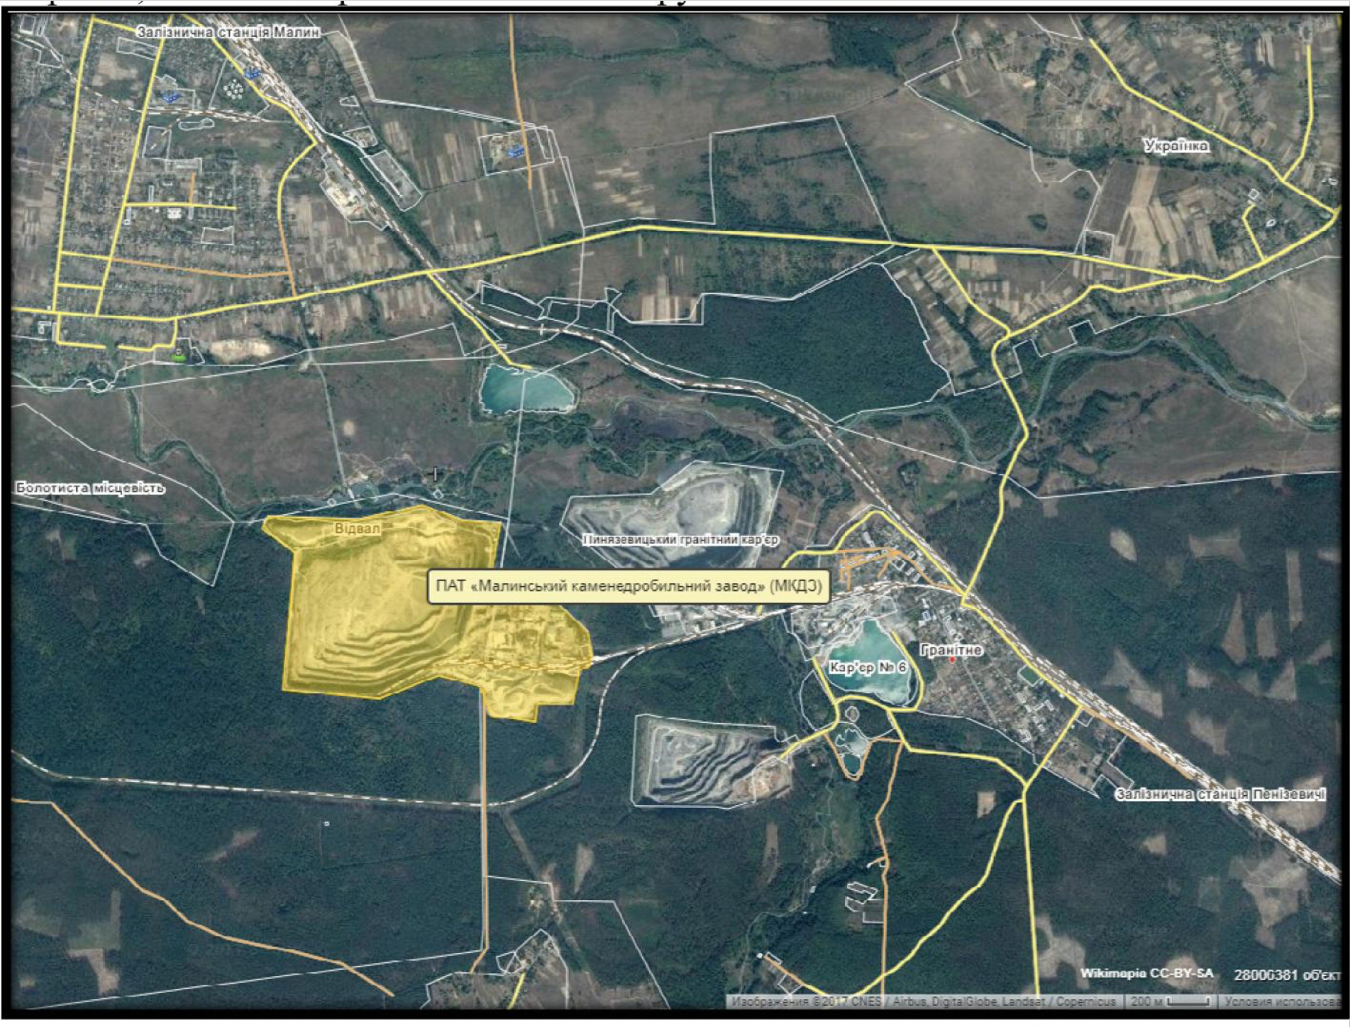 Залізнична станція Малин
Українка
Болотиста місцевість
Відвал
Пинязевицький гранітний кар'єр
ПАТ «Малинський каменедробильний завод» (МКДЗ)
Гранітне
Кар'єр № 6
Залізнична станція Пенізевичі
Wikimapia CC-BY-SA 28006381 об'єкт
Изображения ©2017 CNES / Airbus, DigitalGlobe, Landsat / Copernicus 200 м Условия использова